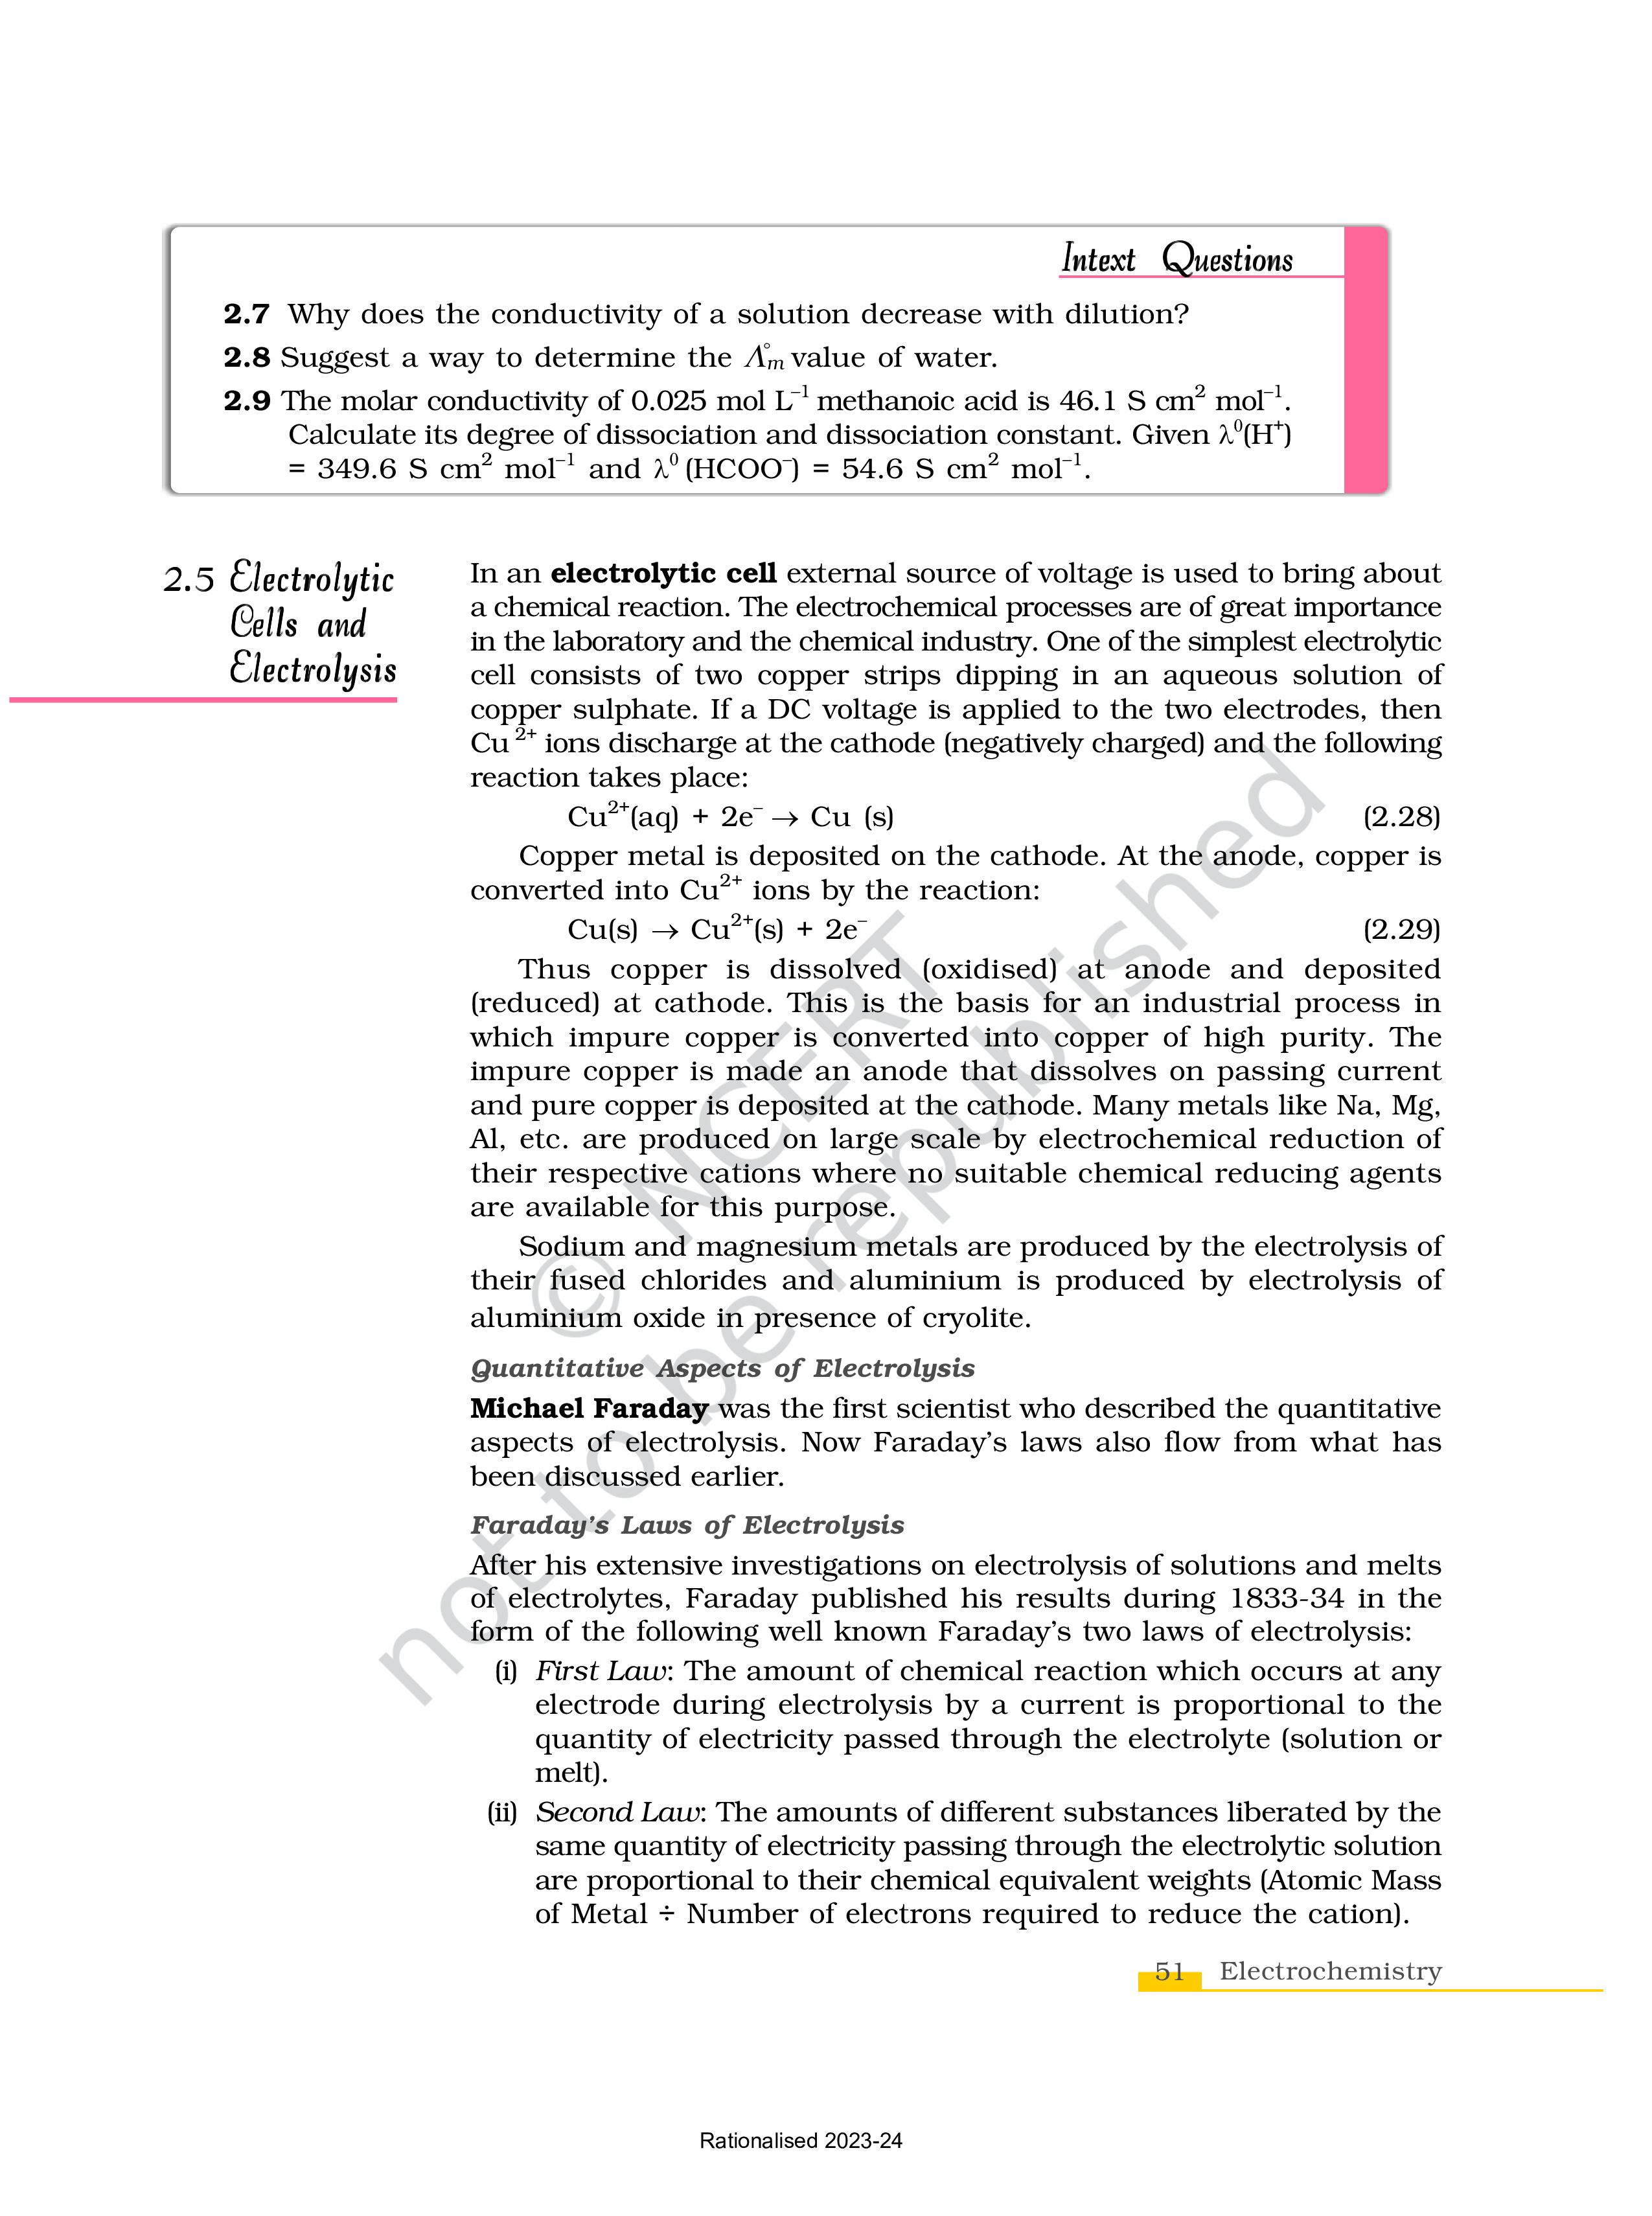 Intext Questions
2.7 Why does the conductivity of a solution decrease with dilution?
2.8 Suggest a way to determine the Λ°m value of water.
2.9 The molar conductivity of 0.025 mol L⁻¹ methanoic acid is 46.1 S cm² mol⁻¹.
Calculate its degree of dissociation and dissociation constant. Given λ⁰(H⁺)
= 349.6 S cm² mol⁻¹ and λ⁰ (HCOO⁻) = 54.6 S cm² mol⁻¹.
2.5 Electrolytic
Cells and
Electrolysis
In an electrolytic cell external source of voltage is used to bring about
a chemical reaction. The electrochemical processes are of great importance
in the laboratory and the chemical industry. One of the simplest electrolytic
cell consists of two copper strips dipping in an aqueous solution of
copper sulphate. If a DC voltage is applied to the two electrodes, then
Cu ²⁺ ions discharge at the cathode (negatively charged) and the following
reaction takes place:
Cu²⁺(aq) + 2e⁻ → Cu (s) (2.28)
Copper metal is deposited on the cathode. At the anode, copper is
converted into Cu²⁺ ions by the reaction:
Cu(s) → Cu²⁺(s) + 2e⁻ (2.29)
Thus copper is dissolved (oxidised) at anode and deposited
(reduced) at cathode. This is the basis for an industrial process in
which impure copper is converted into copper of high purity. The
impure copper is made an anode that dissolves on passing current
and pure copper is deposited at the cathode. Many metals like Na, Mg,
Al, etc. are produced on large scale by electrochemical reduction of
their respective cations where no suitable chemical reducing agents
are available for this purpose.
Sodium and magnesium metals are produced by the electrolysis of
their fused chlorides and aluminium is produced by electrolysis of
aluminium oxide in presence of cryolite.
Quantitative Aspects of Electrolysis
Michael Faraday was the first scientist who described the quantitative
aspects of electrolysis. Now Faraday's laws also flow from what has
been discussed earlier.
Faraday's Laws of Electrolysis
After his extensive investigations on electrolysis of solutions and melts
of electrolytes, Faraday published his results during 1833-34 in the
form of the following well known Faraday's two laws of electrolysis:
(i) First Law: The amount of chemical reaction which occurs at any
electrode during electrolysis by a current is proportional to the
quantity of electricity passed through the electrolyte (solution or
melt).
(ii) Second Law: The amounts of different substances liberated by the
same quantity of electricity passing through the electrolytic solution
are proportional to their chemical equivalent weights (Atomic Mass
of Metal ÷ Number of electrons required to reduce the cation).
© NCERT
not to be republished
51 Electrochemistry
Rationalised 2023-24